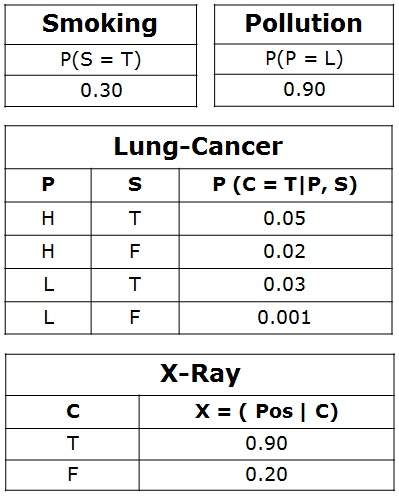 Smoking
P(S = T)
0.30
Pollution
P(P = L)
0.90
Lung-Cancer
P S P (C = T|P, S)
H T 0.05
H F 0.02
L T 0.03
L F 0.001
X-Ray
C X = ( Pos | C)
T 0.90
F 0.20